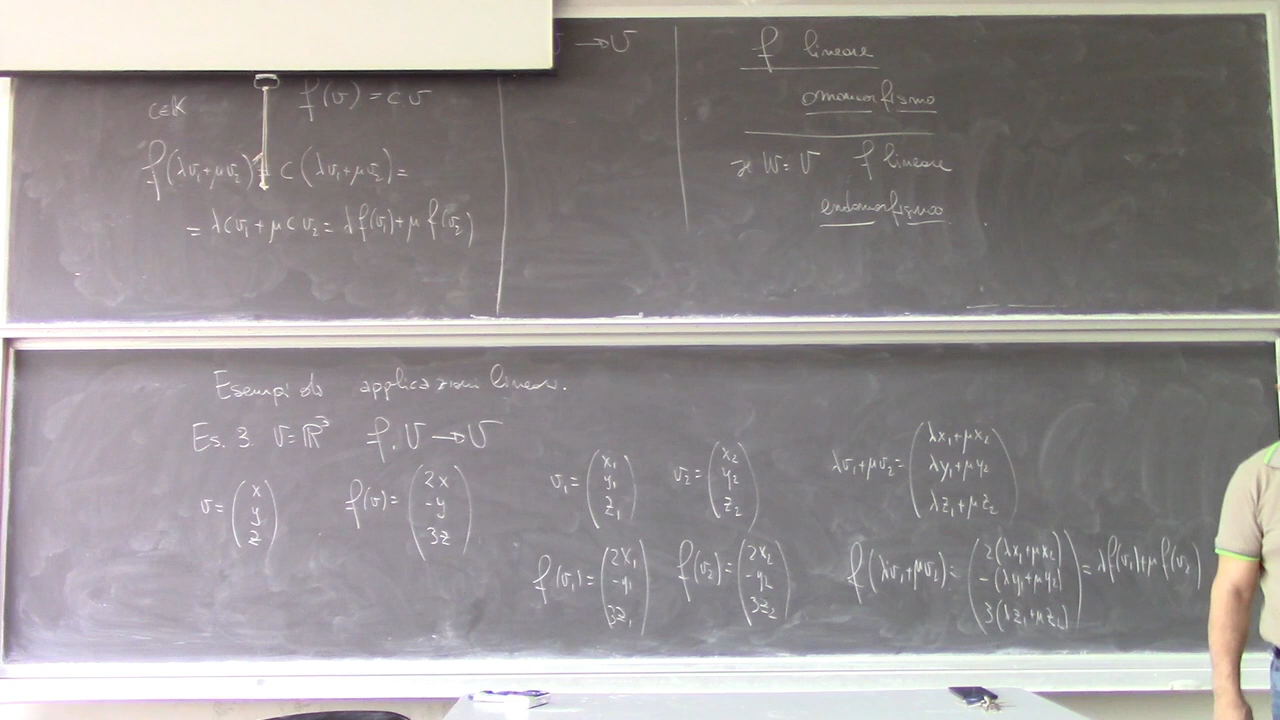 c∈K f(v) = c v
f(λv₁+μv₂) = c(λv₁+μv₂) =
= λcv₁+μcv₂ = λf(v₁)+μf(v₂)
→V
f lineare
omomorfismo
se W=V f lineare
endomorfismo
Esempi di applicazioni lineari.
Es. 3 V=ℝ³ f: V→V
v = (x y z)
f(v) = (2x -y 3z)
v₁ = (x₁ y₁ z₁)
v₂ = (x₂ y₂ z₂)
λv₁+μv₂ = (λx₁+μx₂ λy₁+μy₂ λz₁+μz₂)
f(v₁) = (2x₁ -y₁ 3z₁)
f(v₂) = (2x₂ -y₂ 3z₂)
f(λv₁+μv₂) = (2(λx₁+μx₂) -(λy₁+μy₂) 3(λz₁+μz₂)) = λf(v₁)+μf(v₂)